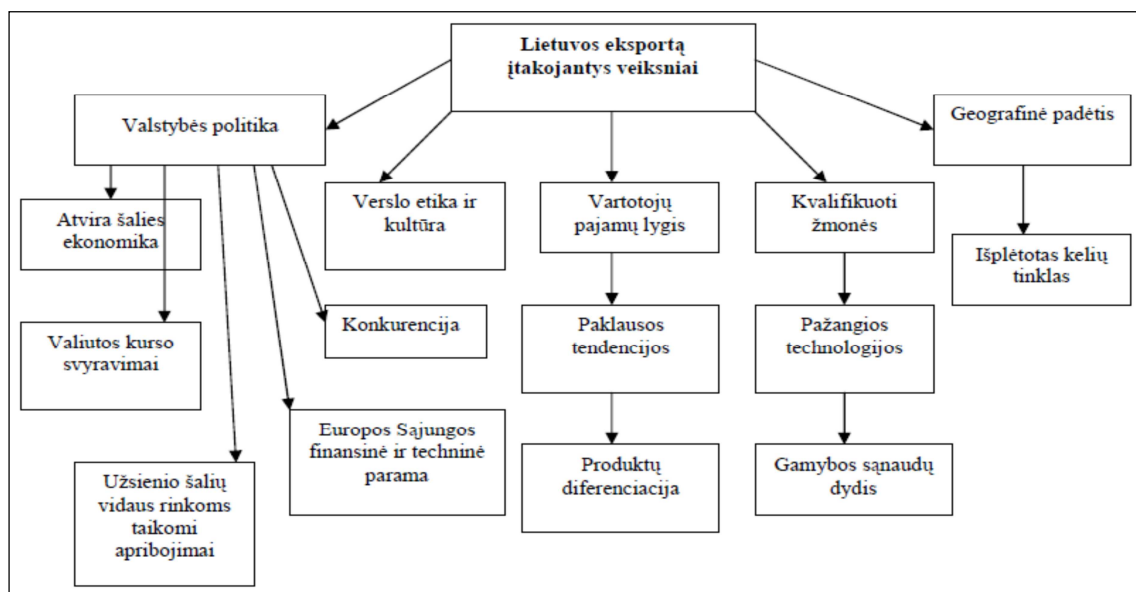 Lietuvos eksportą
įtakojantys veiksniai
Valstybės politika
Geografinė padėtis
Atvira šalies
ekonomika
Verslo etika ir
kultūra
Vartotojų
pajamų lygis
Kvalifikuoti
žmonės
Išplėtotas kelių
tinklas
Valiutos kurso
svyravimai
Konkurencija
Paklausos
tendencijos
Pažangios
technologijos
Europos Sąjungos
finansinė ir techninė
parama
Užsienio šalių
vidaus rinkoms
taikomi
apribojimai
Produktų
diferenciacija
Gamybos sąnaudų
dydis